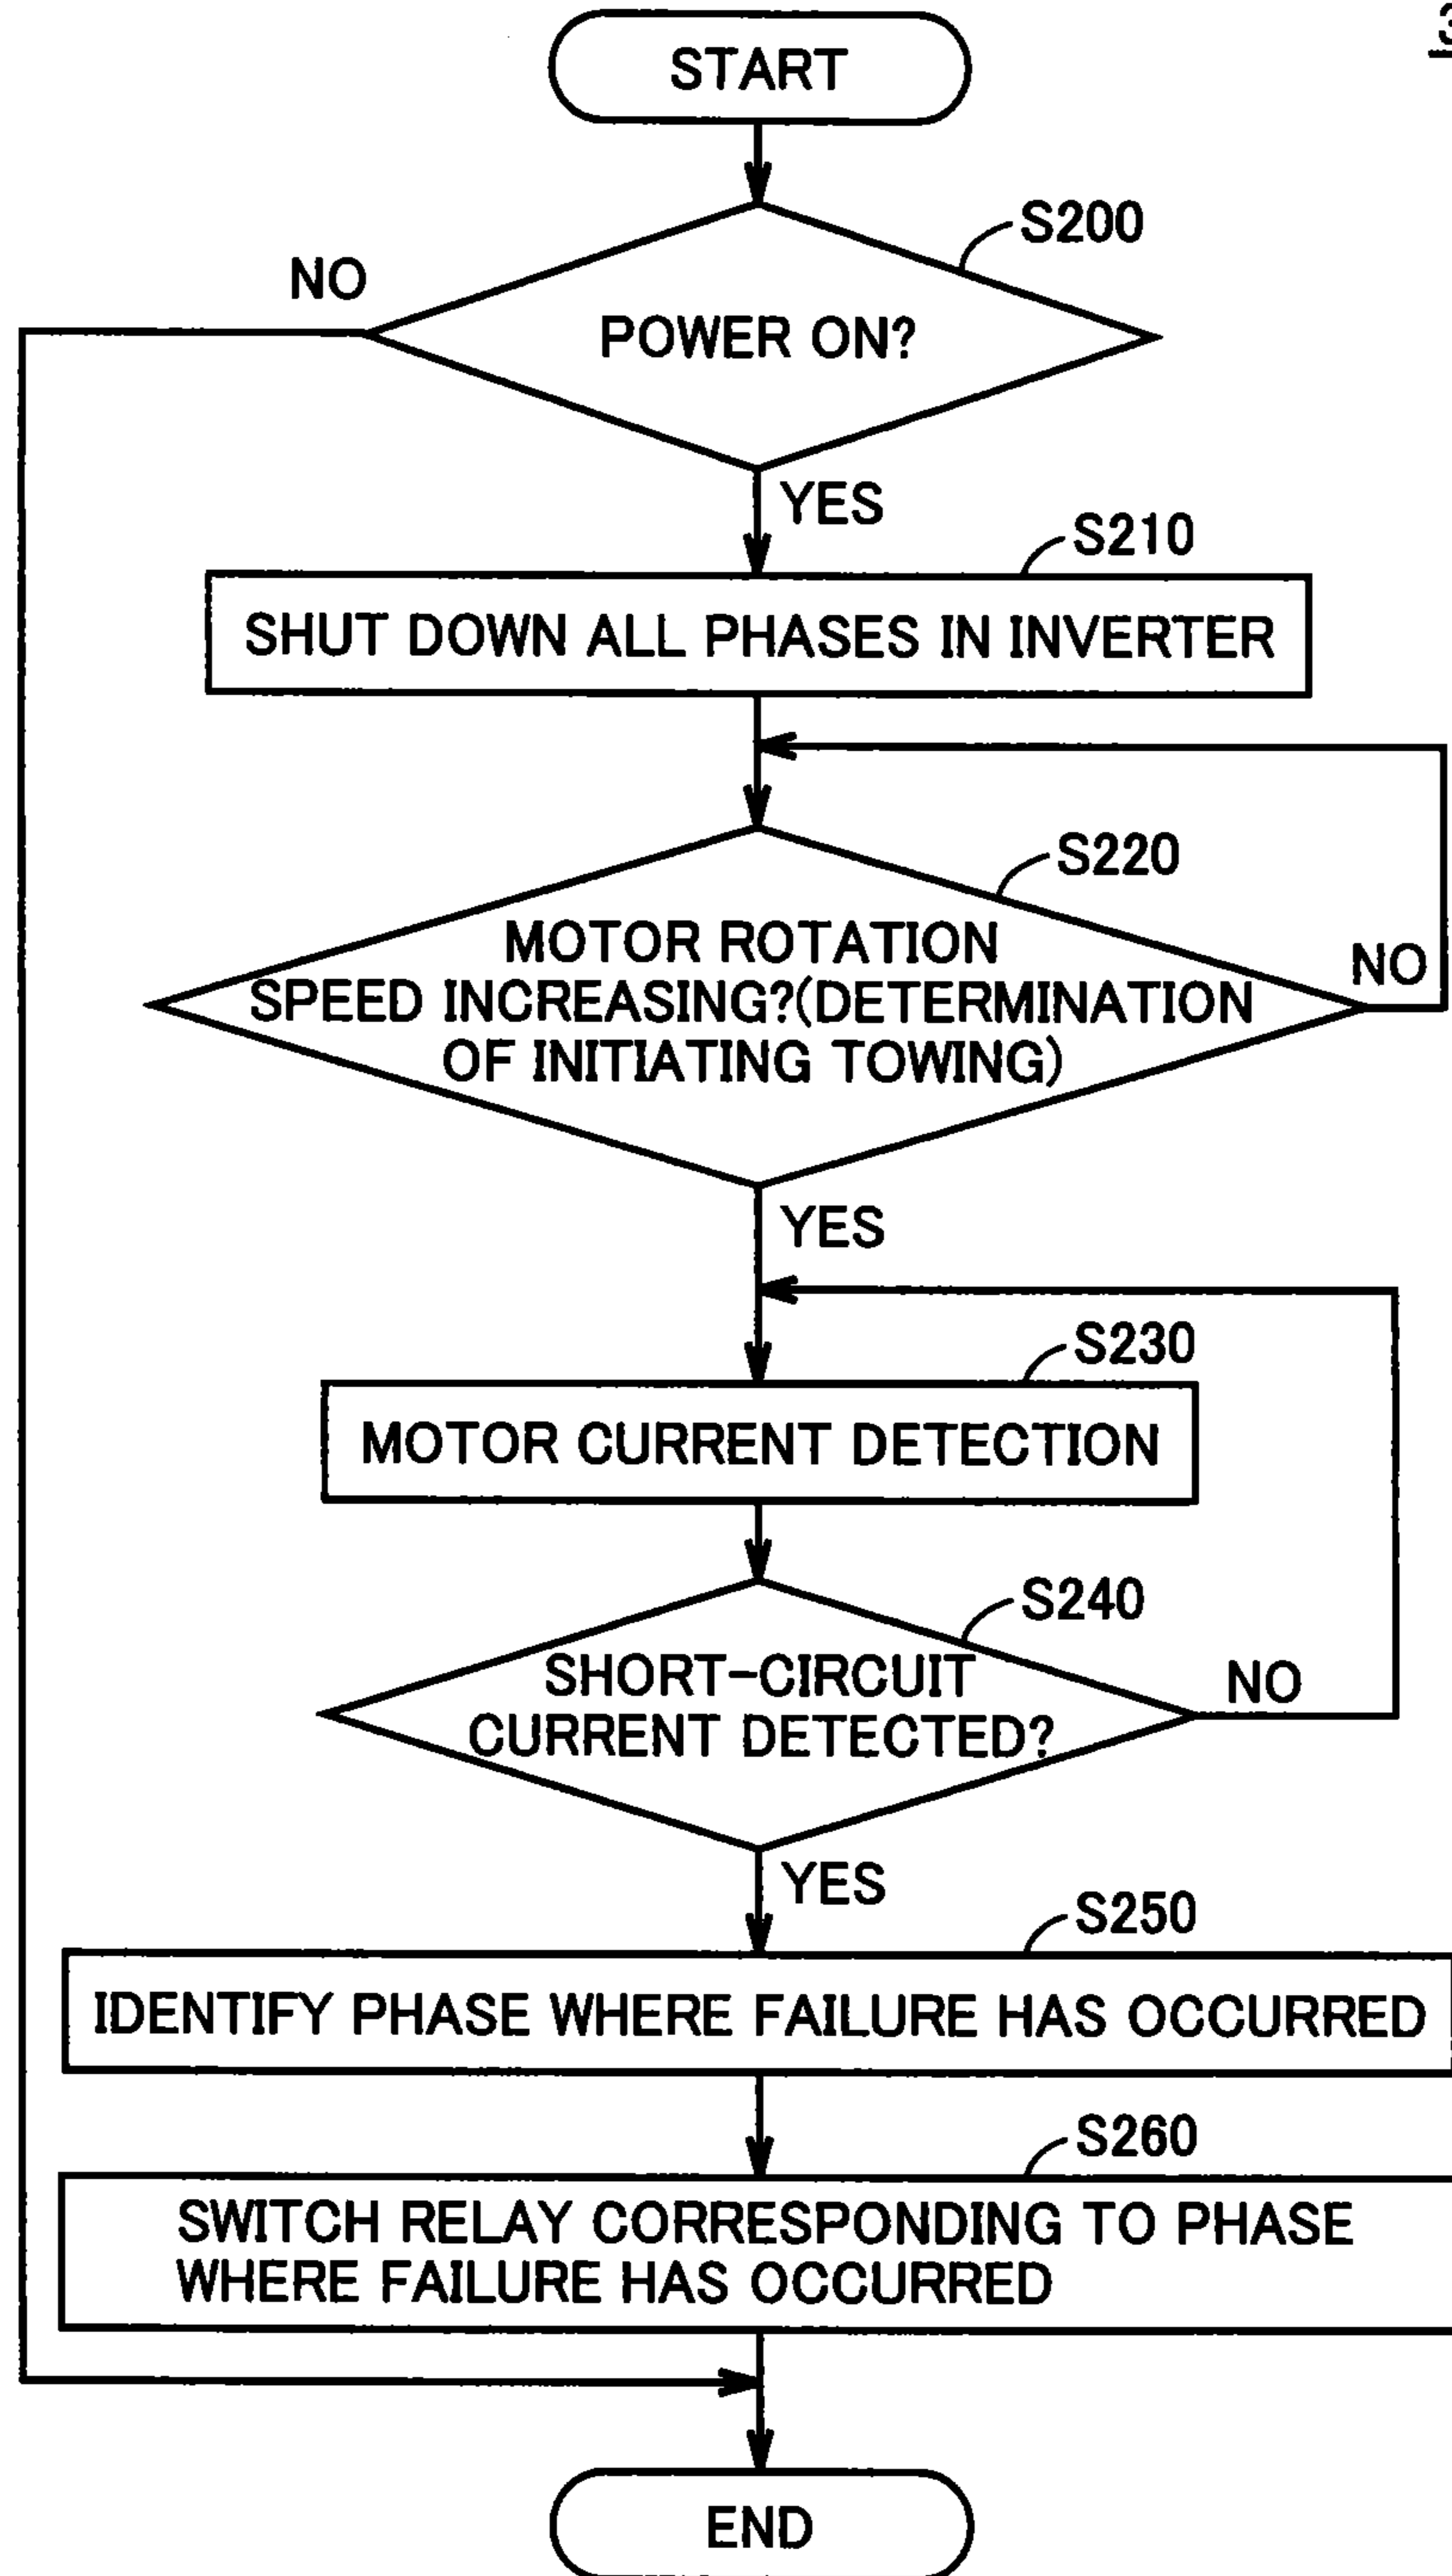 START
S200
NO
POWER ON?
YES
S210
SHUT DOWN ALL PHASES IN INVERTER
S220
MOTOR ROTATION
SPEED INCREASING?(DETERMINATION
OF INITIATING TOWING)
NO
YES
S230
MOTOR CURRENT DETECTION
S240
SHORT-CIRCUIT
CURRENT DETECTED?
NO
YES
S250
IDENTIFY PHASE WHERE FAILURE HAS OCCURRED
S260
SWITCH RELAY CORRESPONDING TO PHASE
WHERE FAILURE HAS OCCURRED
END